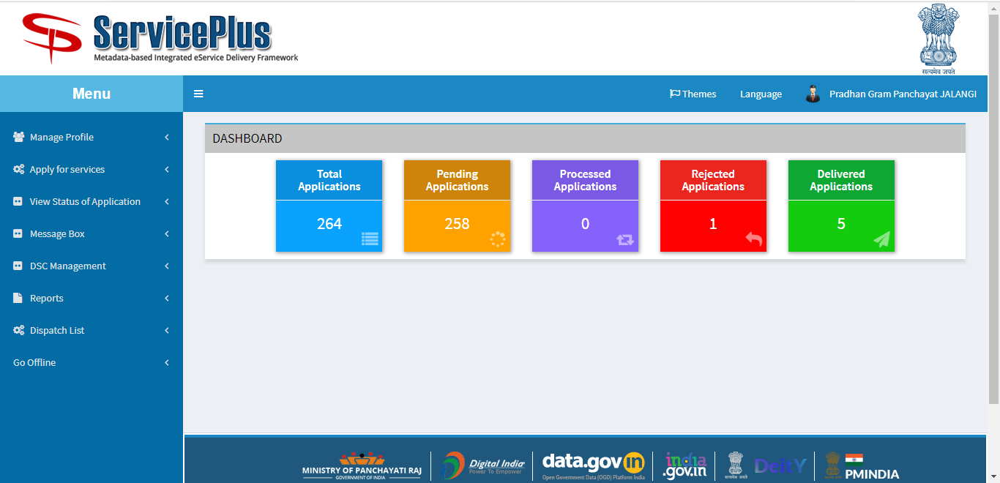 ServicePlus
Metadata-based Integrated eService Delivery Framework
सत्यमेव जयते
Menu
Themes
Language
Pradhan Gram Panchayat JALANGI
Manage Profile
Apply for services
View Status of Application
Message Box
DSC Management
Reports
Dispatch List
Go Offline
DASHBOARD
Total
Applications
264
Pending
Applications
258
Processed
Applications
0
Rejected
Applications
1
Delivered
Applications
5
MINISTRY OF PANCHAYATI RAJ
GOVERNMENT OF INDIA
Digital India
Power To Empower
data.gov in
Open Government Data (OGD) Platform India
india
.gov.in
सत्यमेव जयते
DeitY
PMINDIA